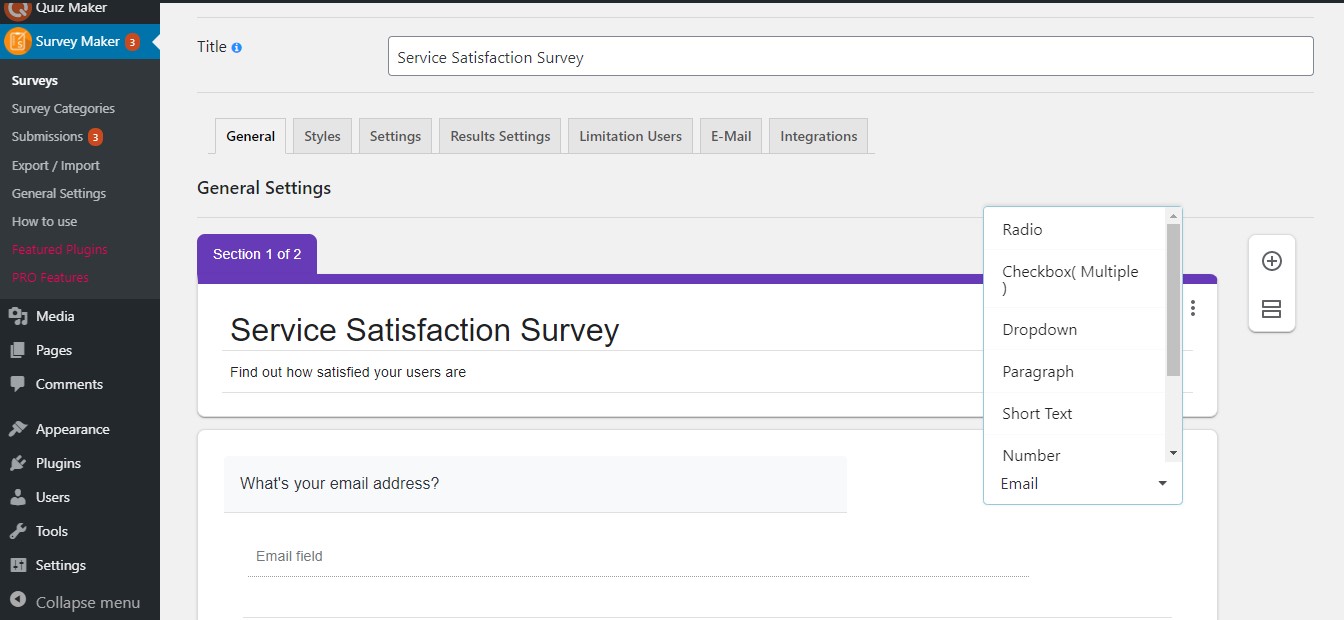 Quiz Maker
Survey Maker 3
Surveys
Survey Categories
Submissions 3
Export / Import
General Settings
How to use
Featured Plugins
PRO Features
Media
Pages
Comments
Appearance
Plugins
Users
Tools
Settings
Collapse menu
Title
Service Satisfaction Survey
General
Styles
Settings
Results Settings
Limitation Users
E-Mail
Integrations
General Settings
Section 1 of 2
Service Satisfaction Survey
Find out how satisfied your users are
Radio
Checkbox( Multiple
)
Dropdown
Paragraph
Short Text
Number
Email
What's your email address?
Email field